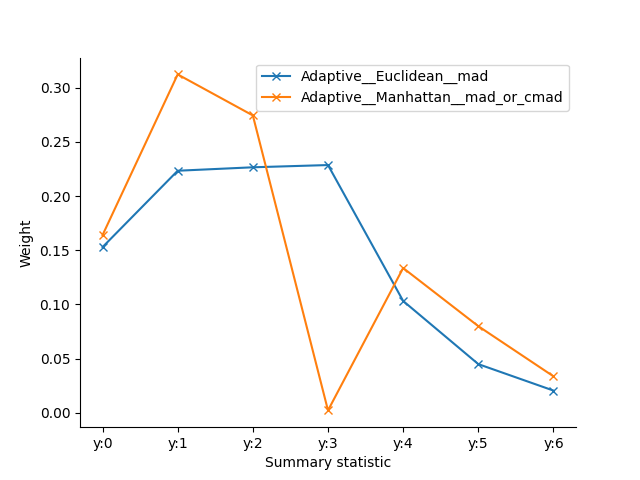 Adaptive__Euclidean__mad
Adaptive__Manhattan__mad_or_cmad
0.30
0.25
0.20
0.15
0.10
0.05
0.00
Weight
y:0 y:1 y:2 y:3 y:4 y:5 y:6
Summary statistic